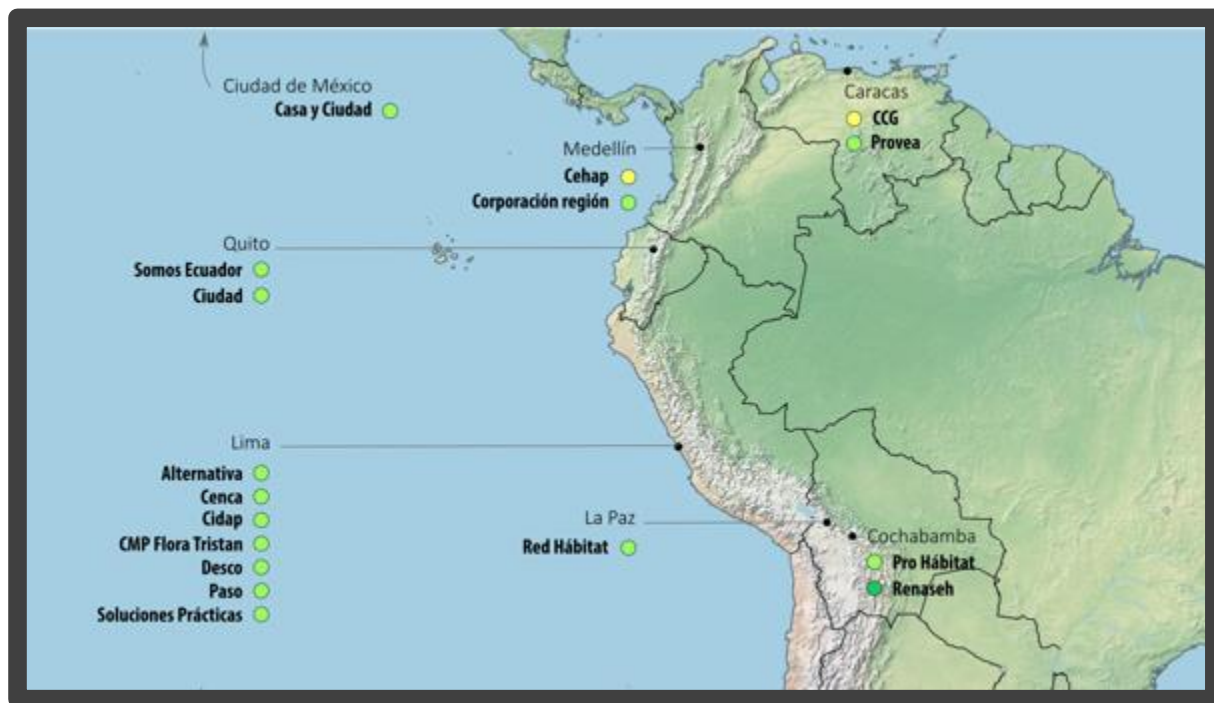 Ciudad de México
Casa y Ciudad
Caracas
CCG
Provea
Medellín
Cehap
Corporación región
Quito
Somos Ecuador
Ciudad
Lima
Alternativa
Cenca
Cidap
CMP Flora Tristan
Desco
Paso
Soluciones Prácticas
La Paz
Red Hábitat
Cochabamba
Pro Hábitat
Renaseh